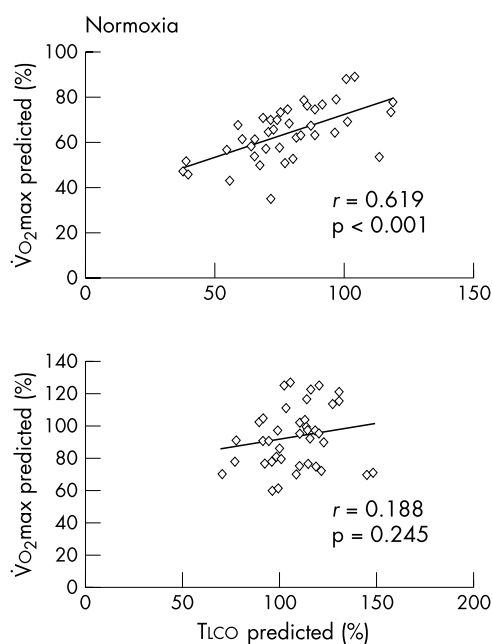 Normoxia
100
80
60
40
20
0
V̇O2max predicted (%)
0 50 100 150
r = 0.619
p < 0.001
140
120
100
80
60
40
20
0
V̇O2max predicted (%)
r = 0.188
p = 0.245
0 50 100 150 200
TLCO predicted (%)